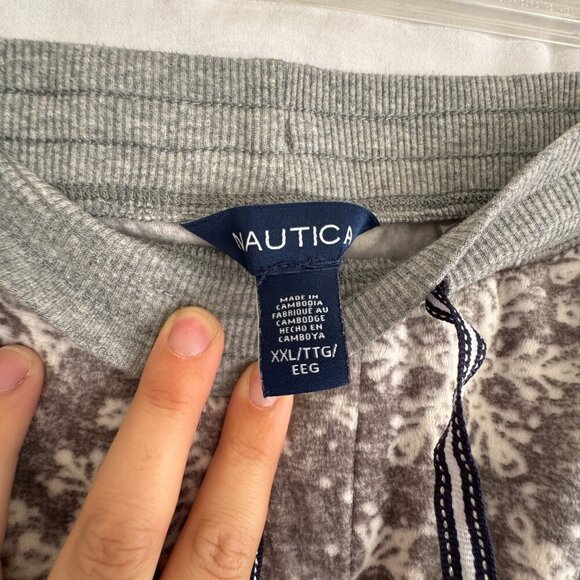 NAUTICA
MADE IN
CAMBODIA
FABRIQUÉ AU
CAMBODGE
HECHO EN
CAMBOYA
XXL/TTG/
EEG